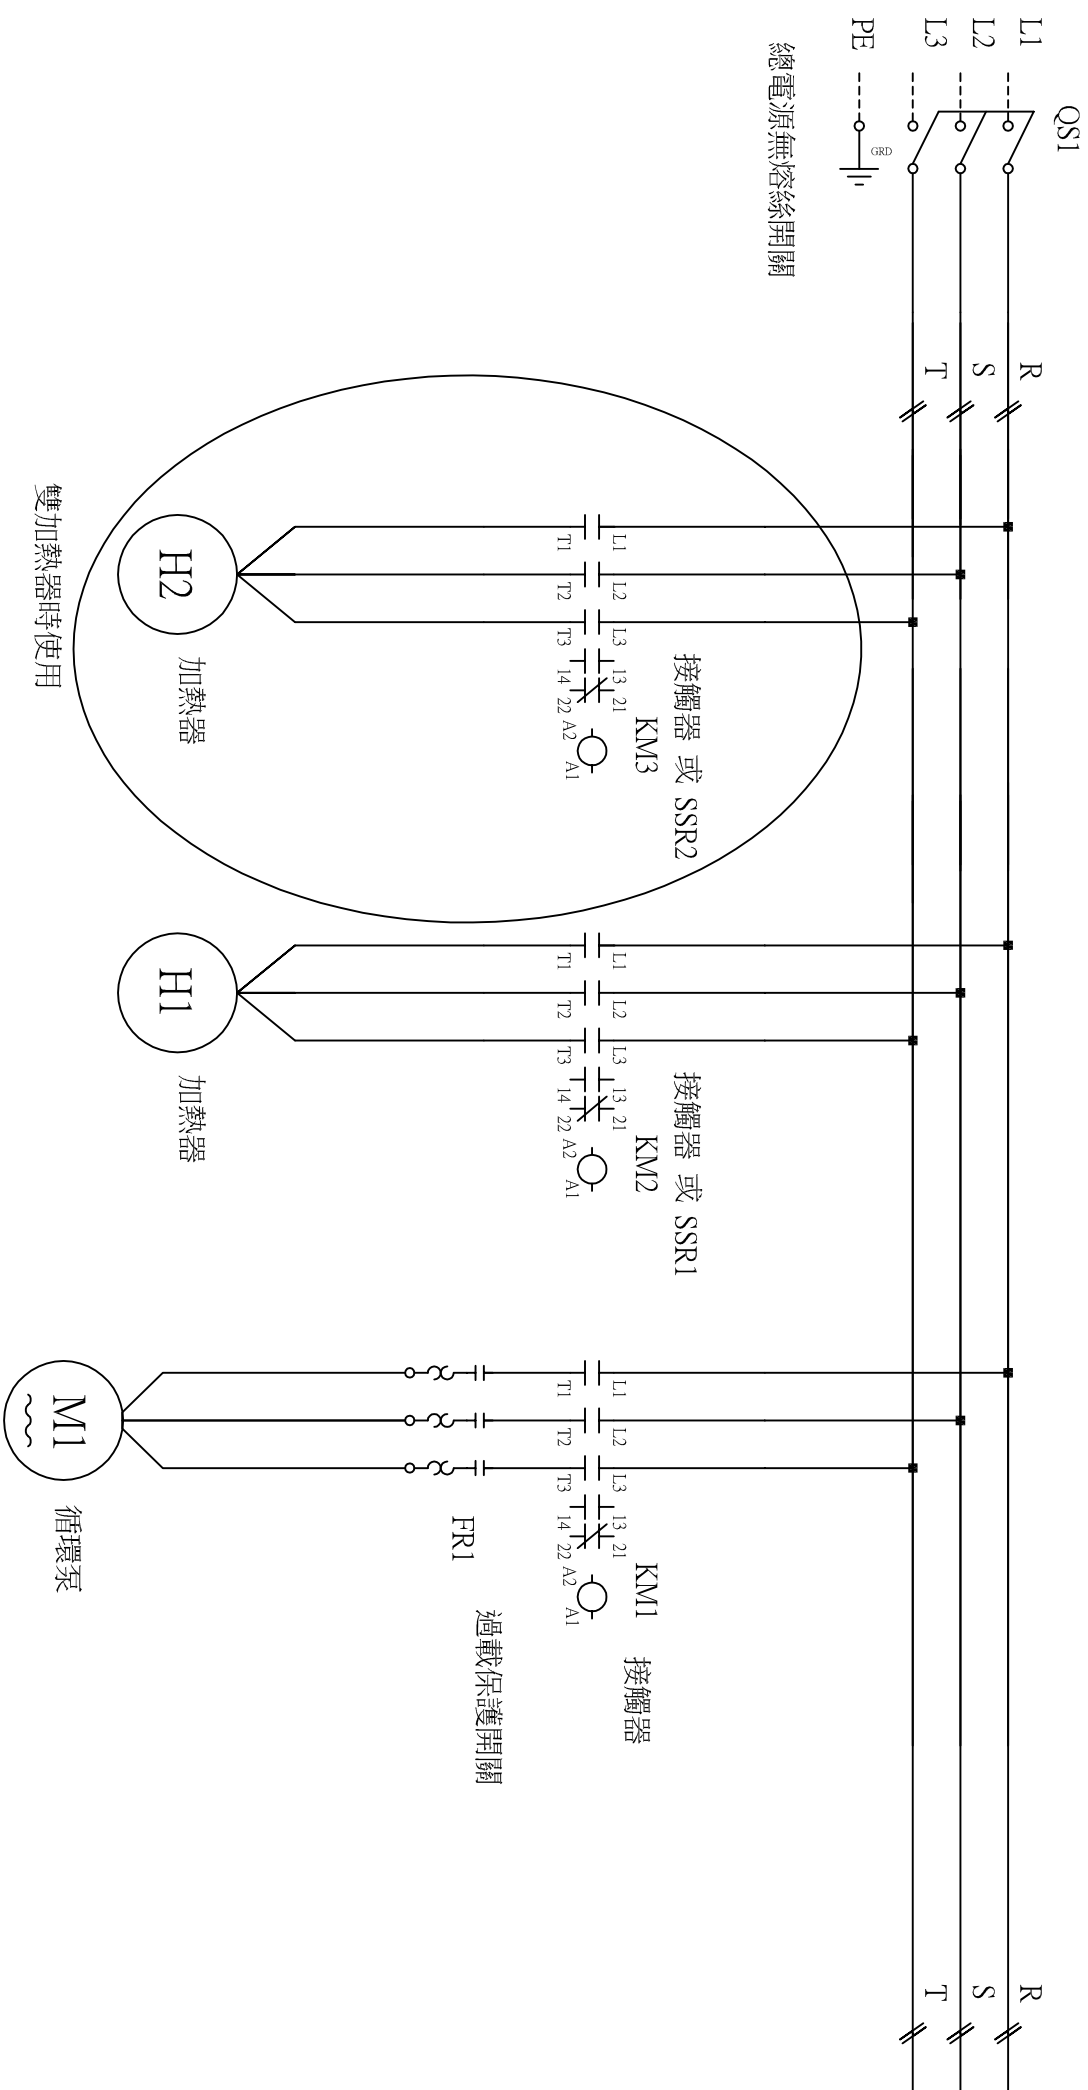 QS1
L1
L2
L3
PE
GRD
總電源無熔絲開關
R
S
T
L1
T1
L2
T2
L3
T3
13
14
21
22
A2
A1
KM3
接觸器 或 SSR2
H2
加熱器
雙加熱器時使用
L1
T1
L2
T2
L3
T3
13
14
21
22
A2
A1
KM2
接觸器 或 SSR1
H1
加熱器
L1
T1
L2
T2
L3
T3
13
14
21
22
A2
A1
KM1
接觸器
FR1
過載保護開關
M1
循環泵
R
S
T